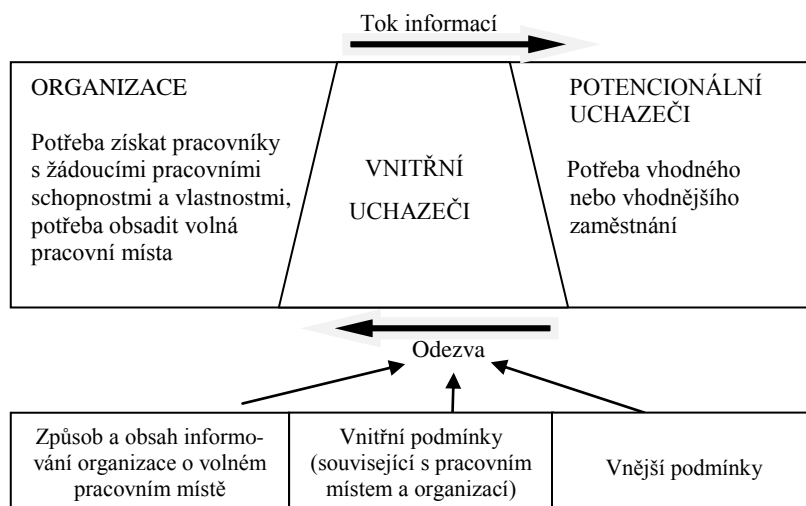 Tok informací
ORGANIZACE
Potřeba získat pracovníky
s žádoucími pracovními
schopnostmi a vlastnostmi,
potřeba obsadit volná
pracovní místa
VNITŘNÍ
UCHAZEČI
POTENCIONÁLNÍ
UCHAZEČI
Potřeba vhodného
nebo vhodnějšího
zaměstnání
Odezva
Způsob a obsah informo-
vání organizace o volném
pracovním místě
Vnitřní podmínky
(související s pracovním
místem a organizací)
Vnější podmínky